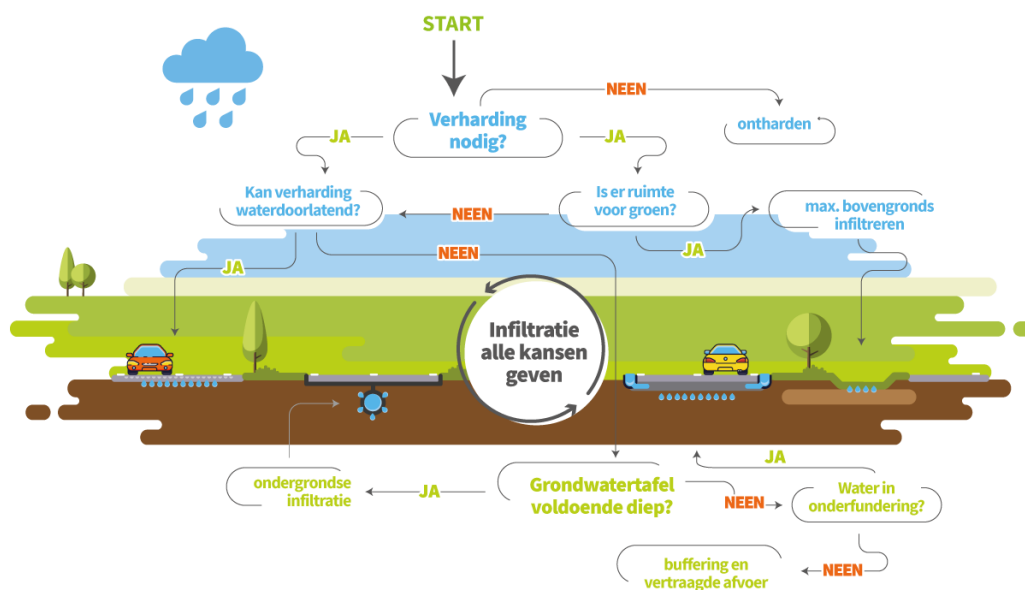 START
NEEN
Verharding
nodig?
ontharden
JA
JA
Kan verharding
waterdoorlatend?
NEEN
Is er ruimte
voor groen?
max. bovengronds
infiltreren
JA
NEEN
JA
Infiltratie
alle kansen
geven
JA
ondergrondse
infiltratie
JA
Grondwatertafel
voldoende diep?
NEEN
Water in
onderfundering?
buffering en
vertraagde afvoer
NEEN